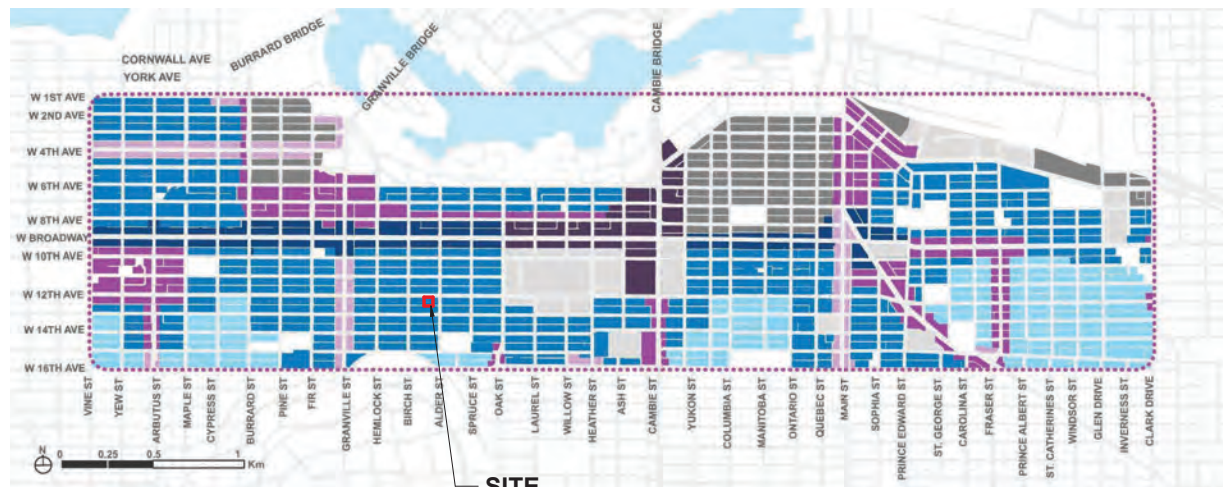 CORNWALL AVE
YORK AVE
BURRARD BRIDGE
GRANVILLE BRIDGE
CAMBIE BRIDGE
W 1ST AVE
W 2ND AVE
W 4TH AVE
W 6TH AVE
W 8TH AVE
W BROADWAY
W 10TH AVE
W 12TH AVE
W 14TH AVE
W 16TH AVE
VINE ST
YEW ST
ARBUTUS ST
MAPLE ST
CYPRESS ST
BURRARD ST
PINE ST
FIR ST
GRANVILLE ST
HEMLOCK ST
BIRCH ST
ALDER ST
SPRUCE ST
OAK ST
LAUREL ST
WILLOW ST
HEATHER ST
ASH ST
CAMBIE ST
YUKON ST
COLUMBIA ST
MANITOBA ST
ONTARIO ST
QUEBEC ST
MAIN ST
SOPHIA ST
PRINCE EDWARD ST
ST. GEORGE ST
CAROLINA ST
FRASER ST
PRINCE ALBERT ST
ST. CATHERINES ST
WINDSOR ST
GLEN DRIVE
INVERNESS ST
CLARK DRIVE
N
0 0.25 0.5 1
Km
SITE